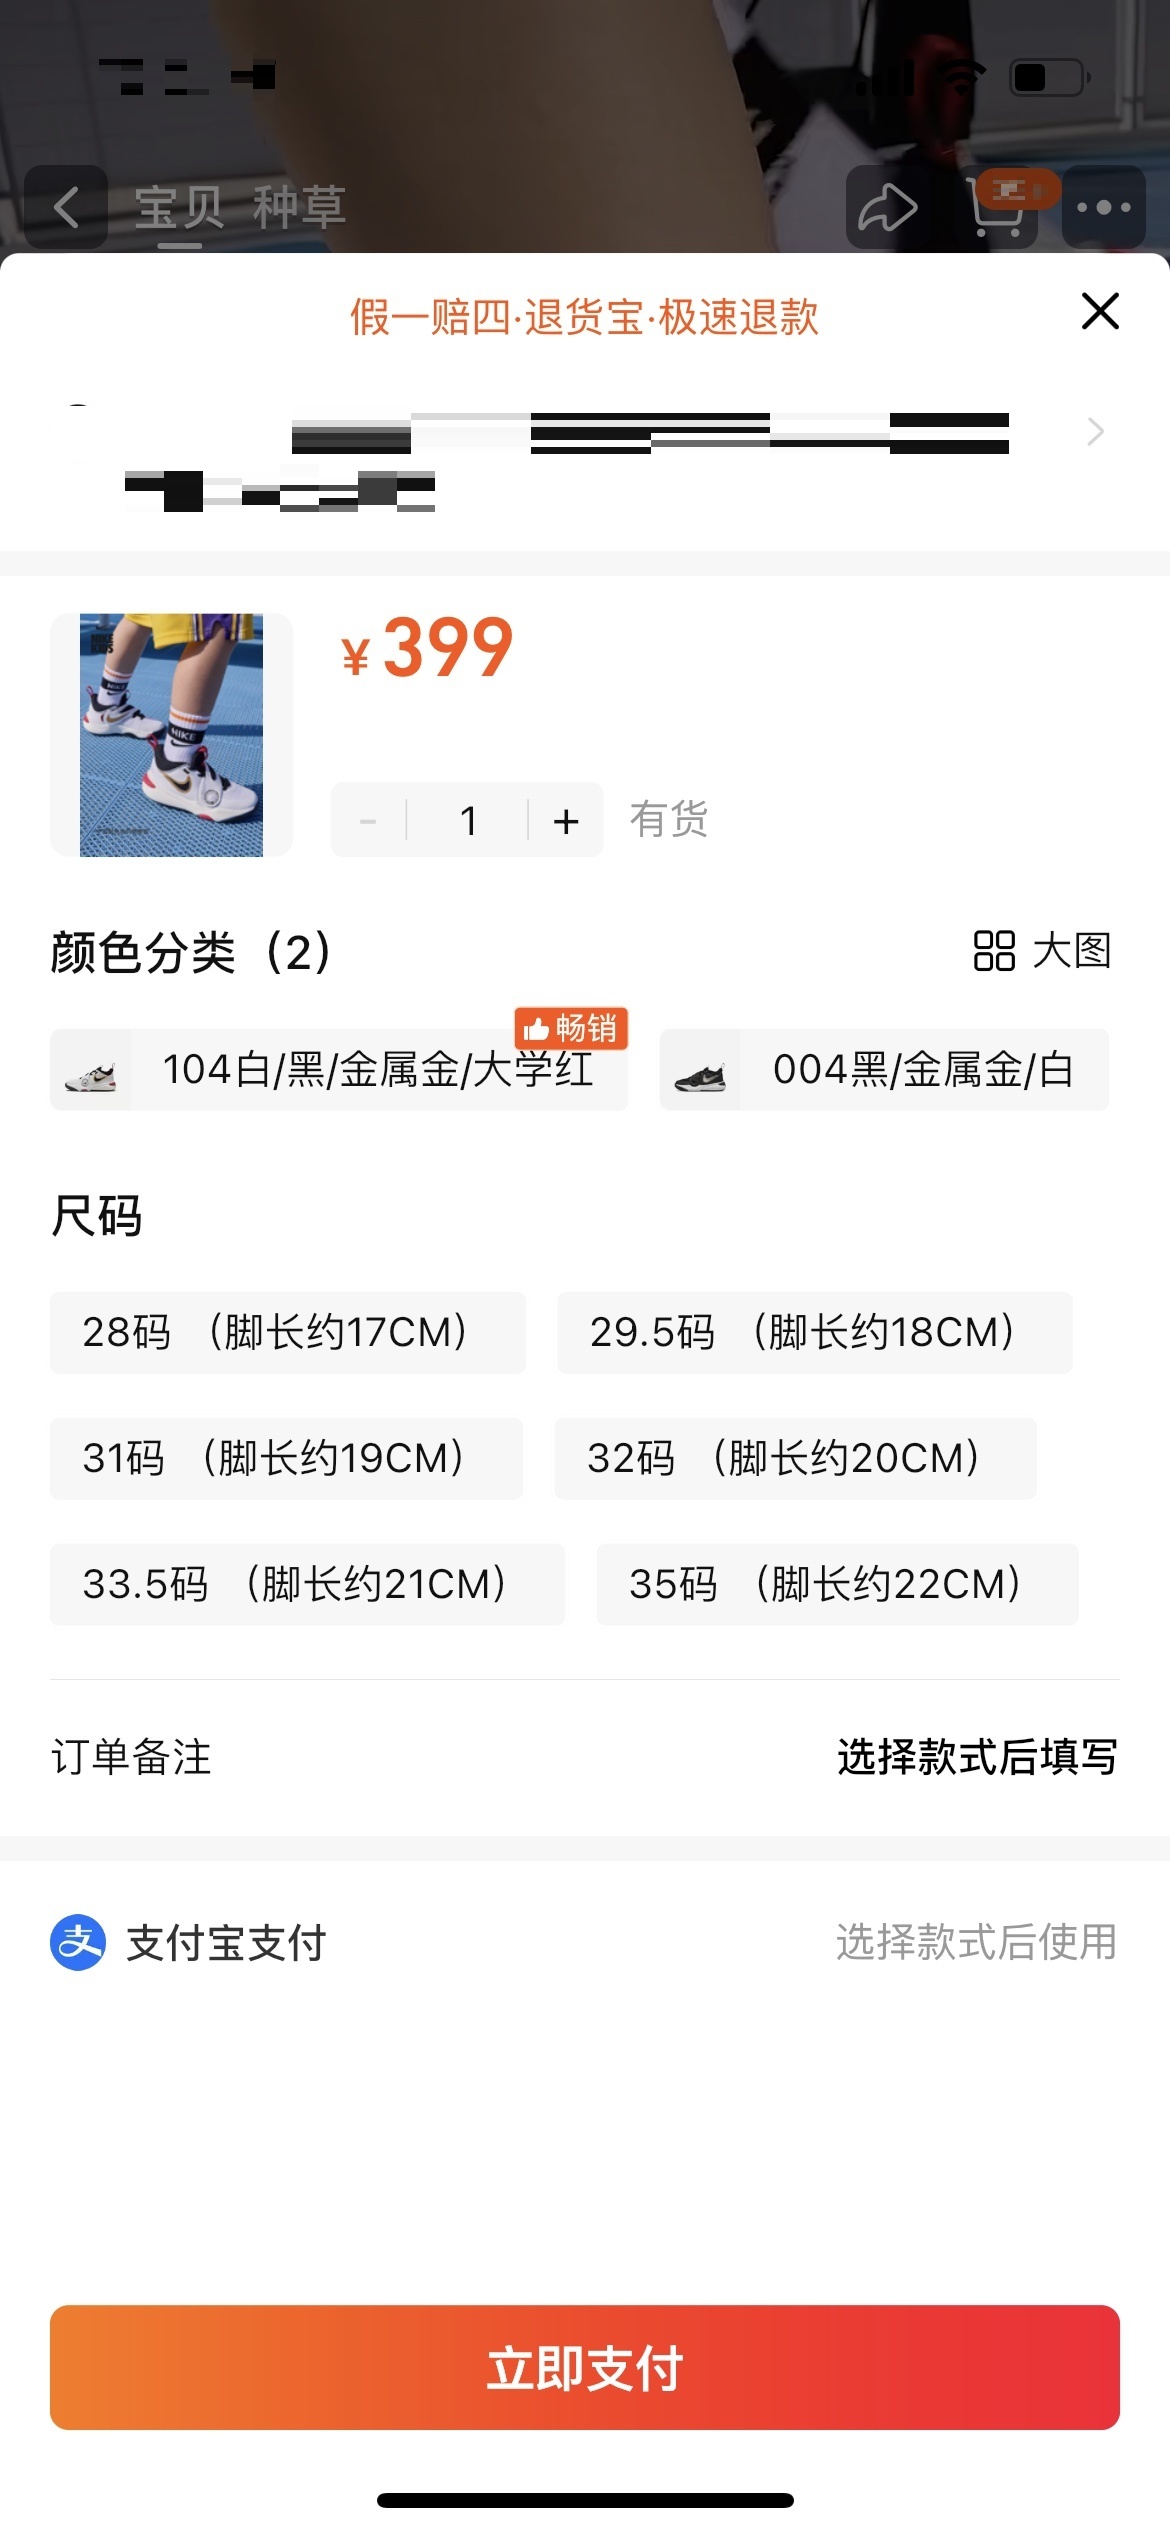 宝贝 种草
假一赔四·退货宝·极速退款
NIKE
KIDS
NIKE
NIKE
¥399
- 1 + 有货
颜色分类（2） 大图
畅销
104白/黑/金属金/大学红 004黑/金属金/白
尺码
28码 （脚长约17CM） 29.5码 （脚长约18CM）
31码 （脚长约19CM） 32码 （脚长约20CM）
33.5码 （脚长约21CM） 35码 （脚长约22CM）
订单备注 选择款式后填写
支 支付宝支付 选择款式后使用
立即支付